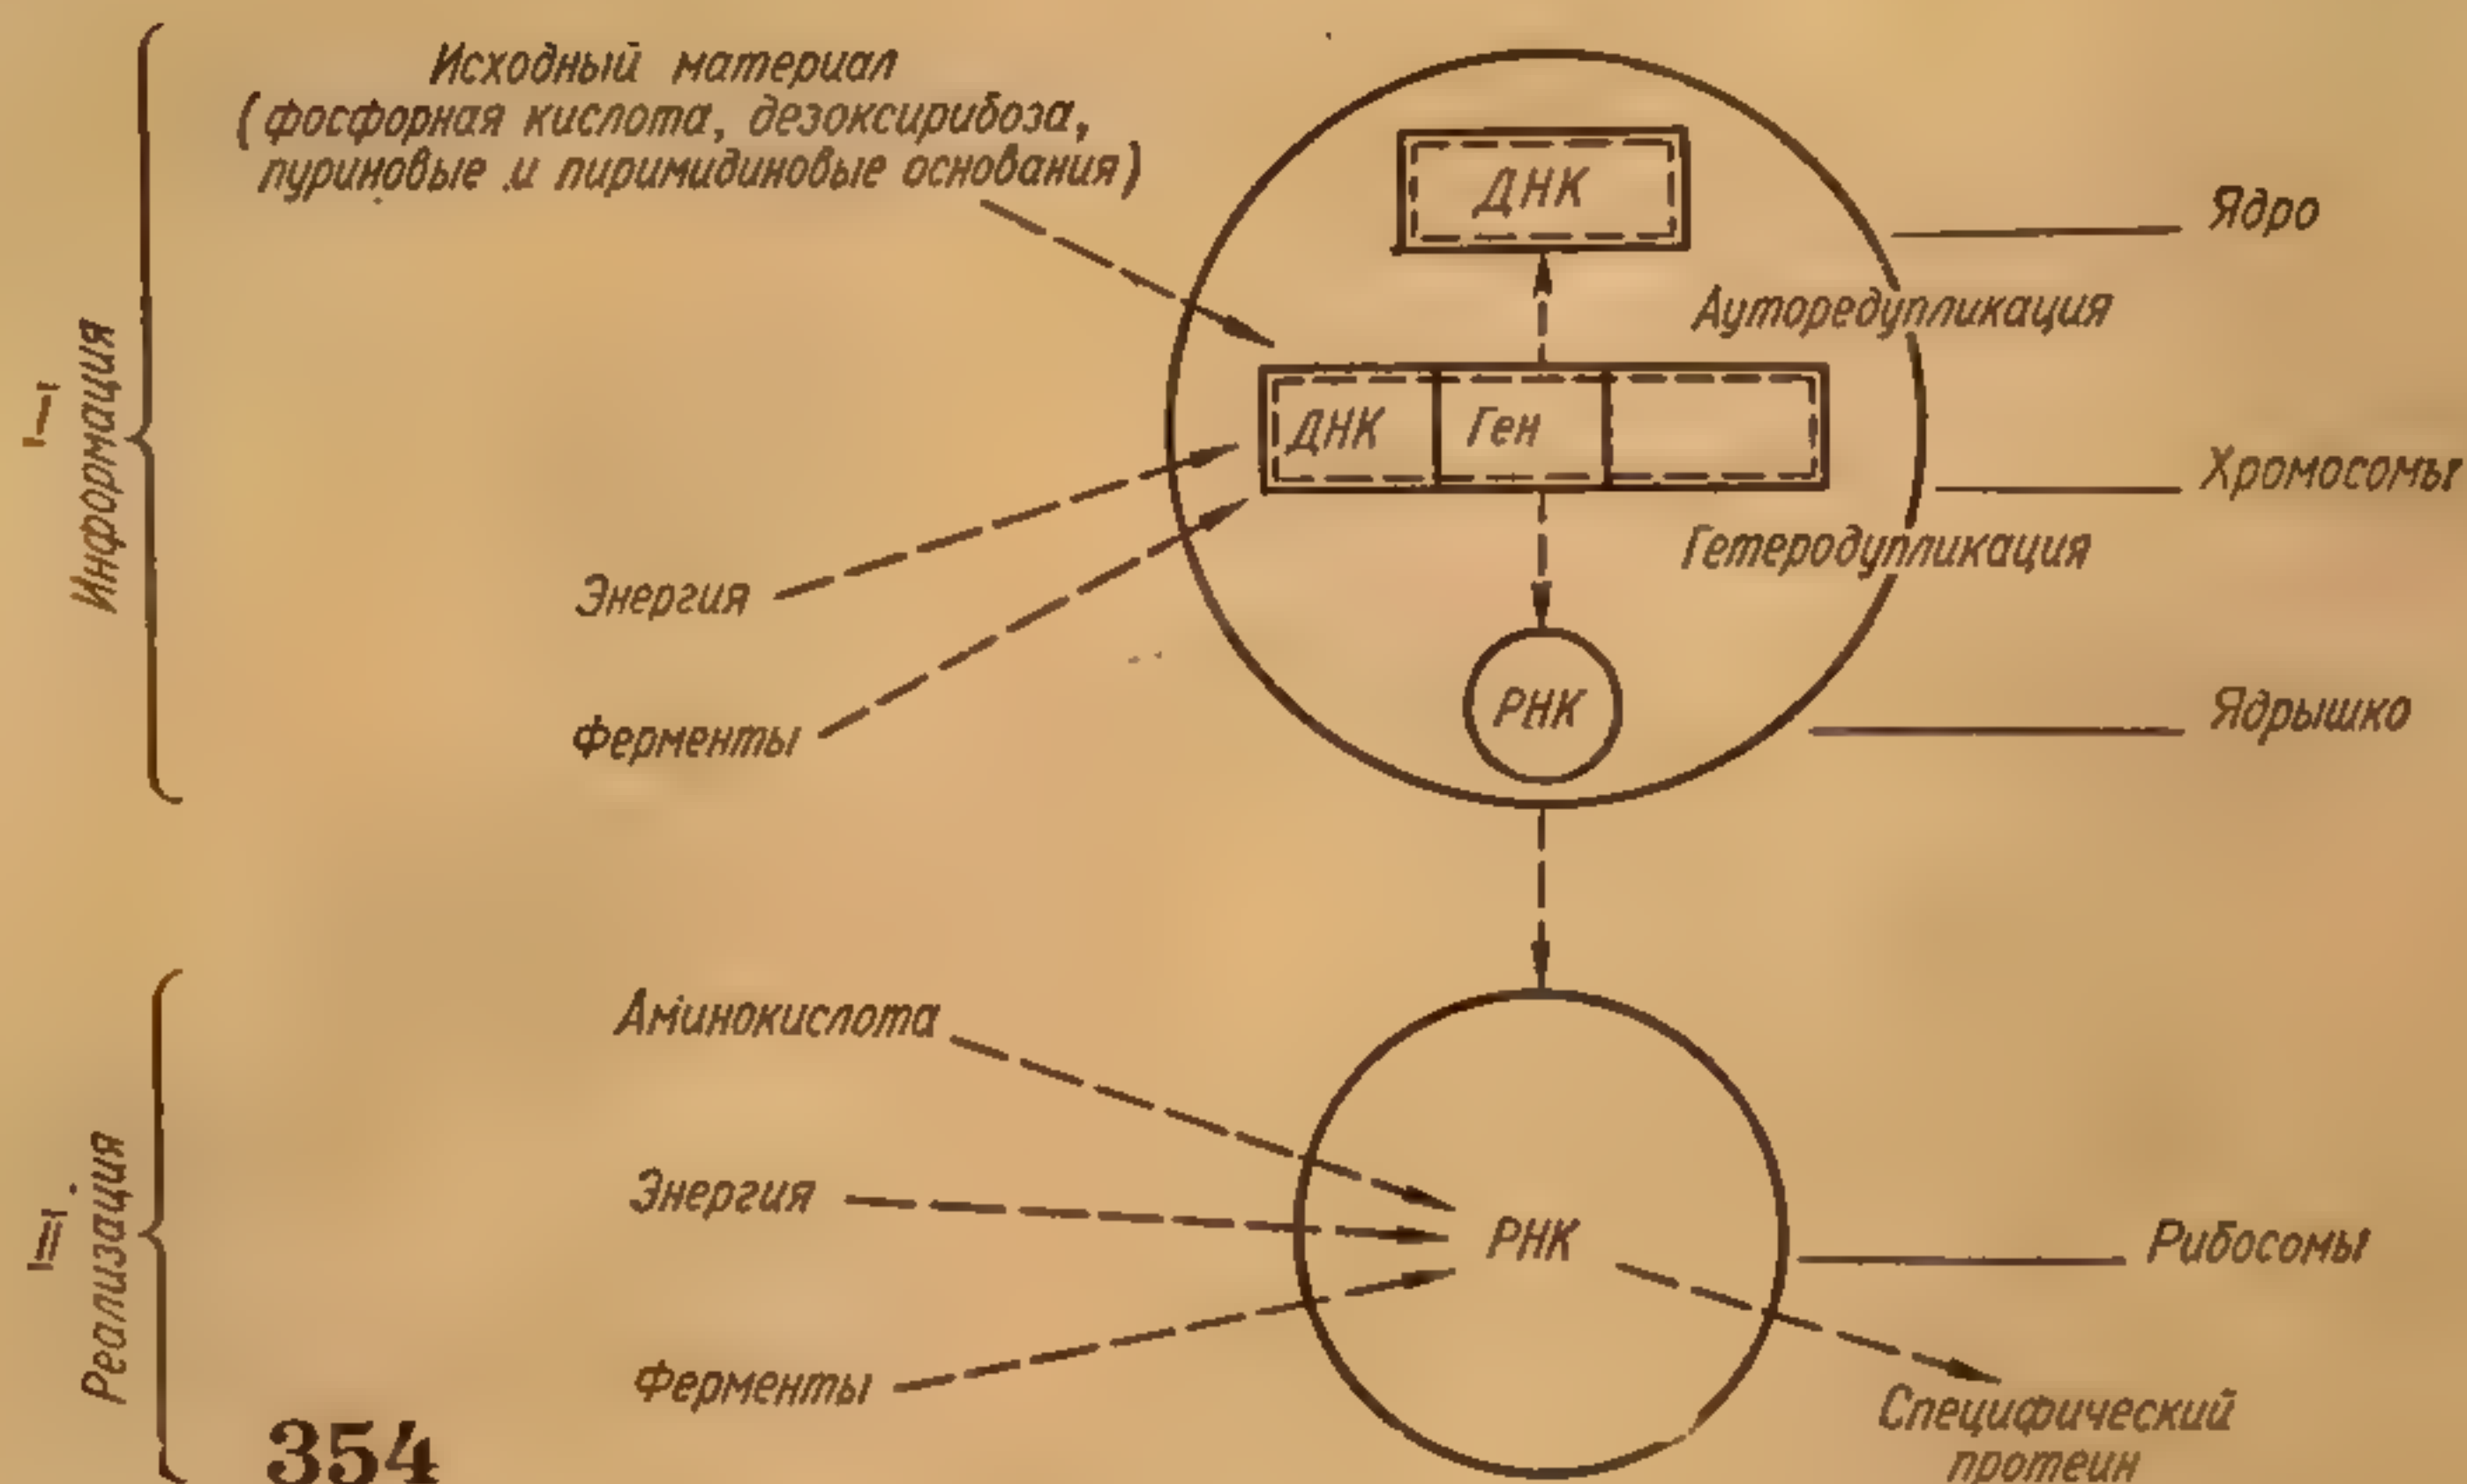 Исходный материал
(фосфорная кислота, дезоксирибоза,
пуриновые и пиримидиновые основания)
ДНК
Ядро
Ауторедупликация
I
Информация
ДНК
Ген
Хромосомы
Гетеродупликация
Энергия
Ферменты
РНК
Ядрышко
Аминокислота
II
Реализация
Энергия
РНК
Рибосомы
Ферменты
Специфический
протеин
354